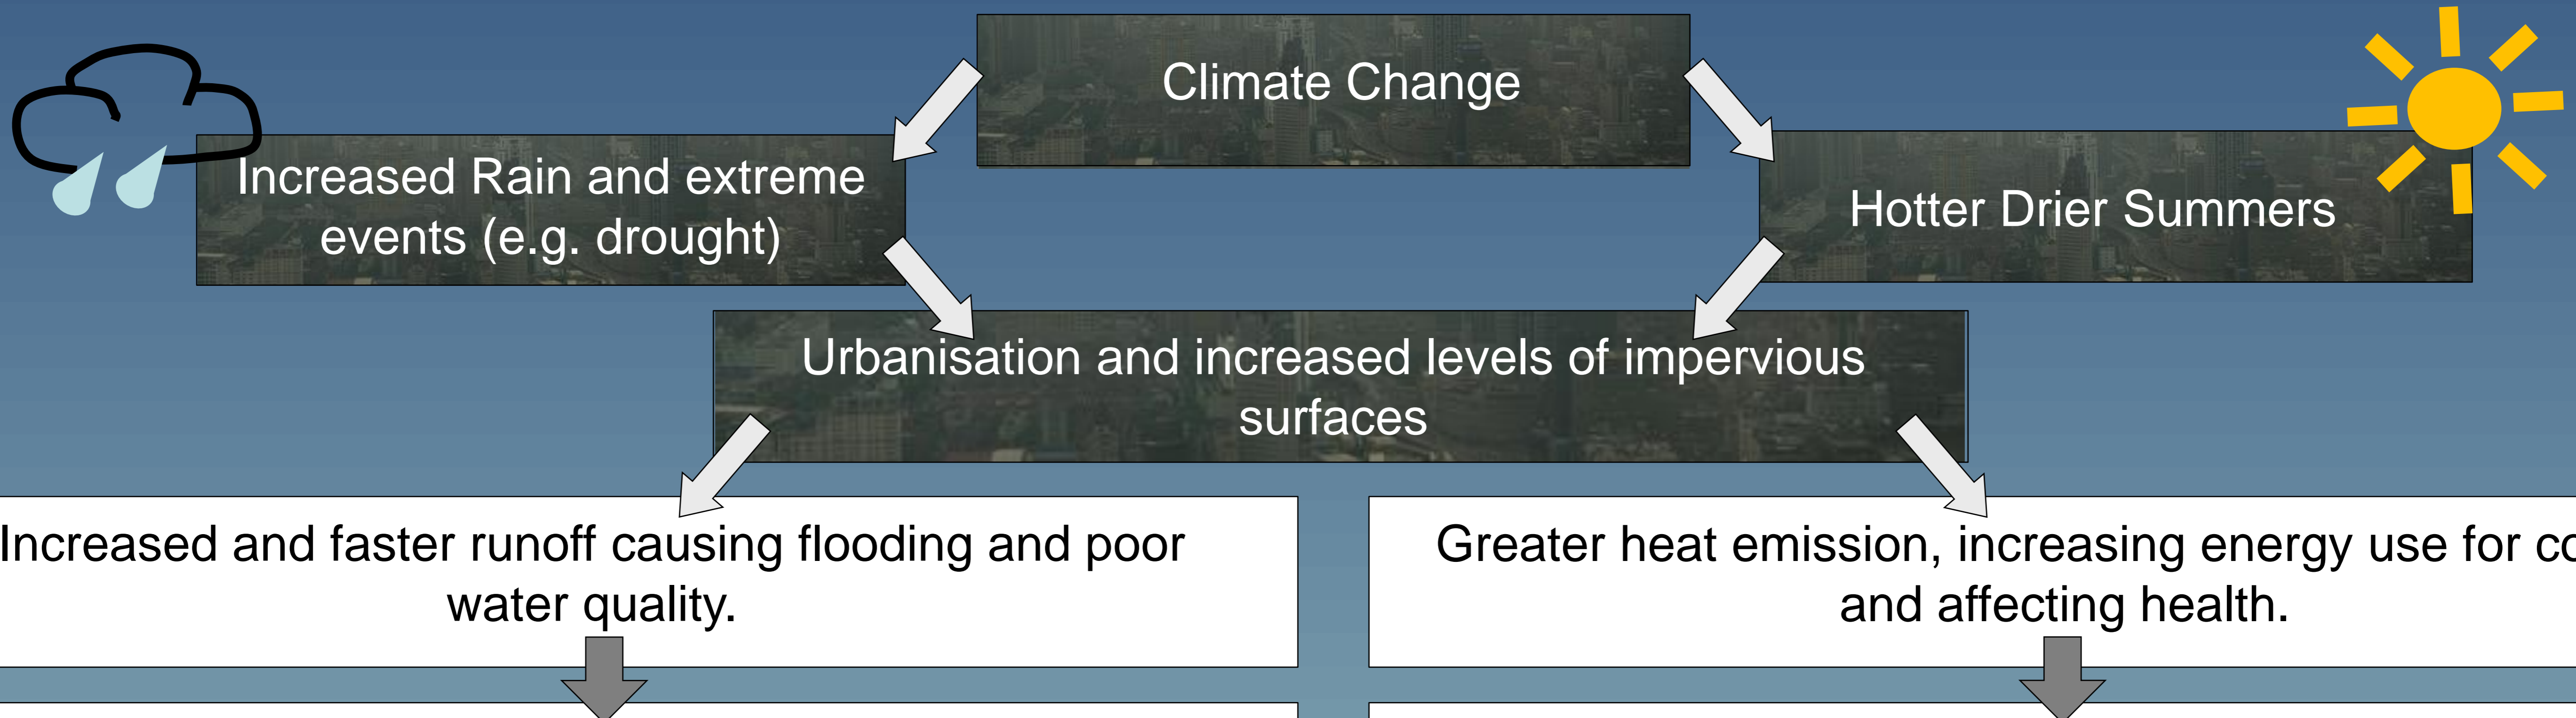 Climate Change
Increased Rain and extreme
events (e.g. drought)
Hotter Drier Summers
Urbanisation and increased levels of impervious
surfaces
Increased and faster runoff causing flooding and poor
water quality.
Greater heat emission, increasing energy use for
and affecting health.